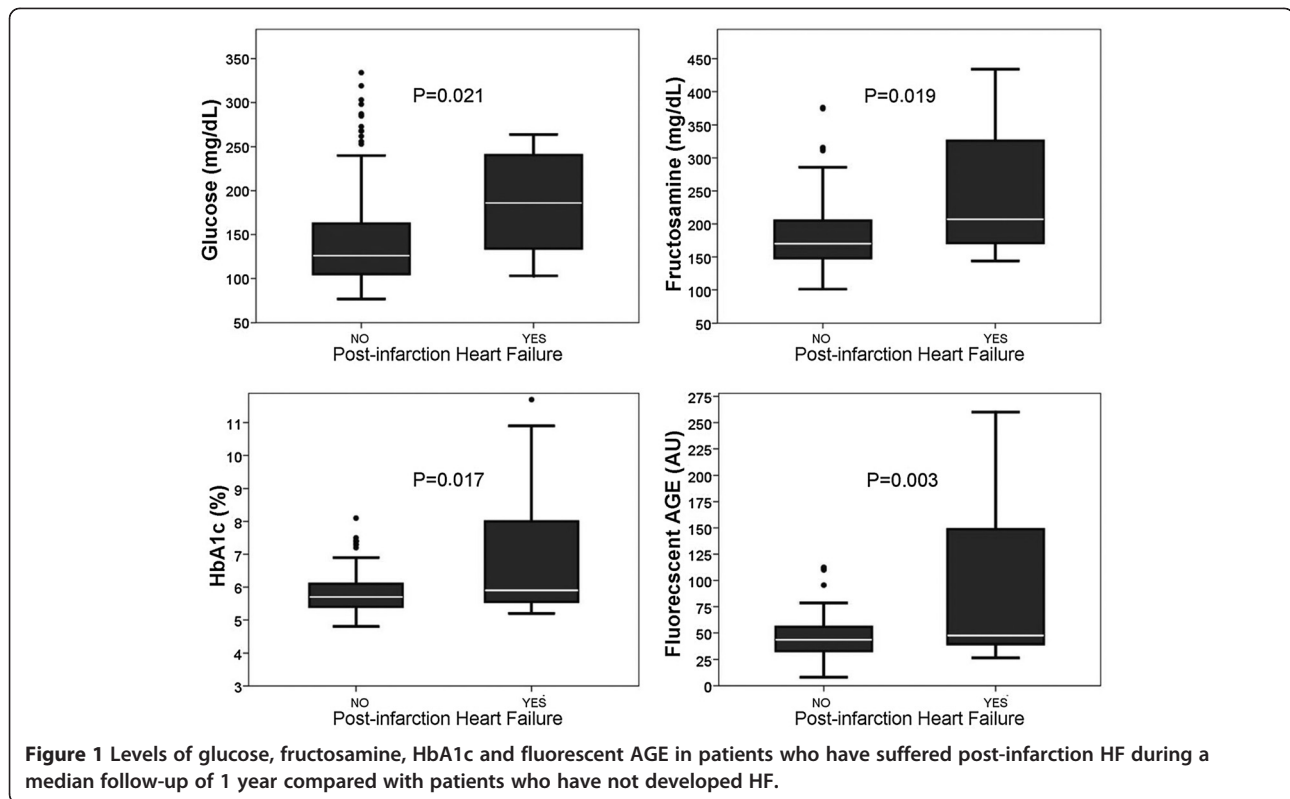 350
300
250
200
150
100
50
Glucose (mg/dL)
P=0.021
NO
YES
Post-infarction Heart Failure
450
400
350
300
250
200
150
100
50
Fructosamine (mg/dL)
P=0.019
NO
YES
Post-infarction Heart Failure
11
10
9
8
7
6
5
4
3
HbA1c (%)
P=0.017
NO
YES
Post-infarction Heart Failure
275
250
225
200
175
150
125
100
75
50
25
0
Fluorecscent AGE (AU)
P=0.003
NO
YES
Post-infarction Heart Failure
Figure 1 Levels of glucose, fructosamine, HbA1c and fluorescent AGE in patients who have suffered post-infarction HF during a
median follow-up of 1 year compared with patients who have not developed HF.